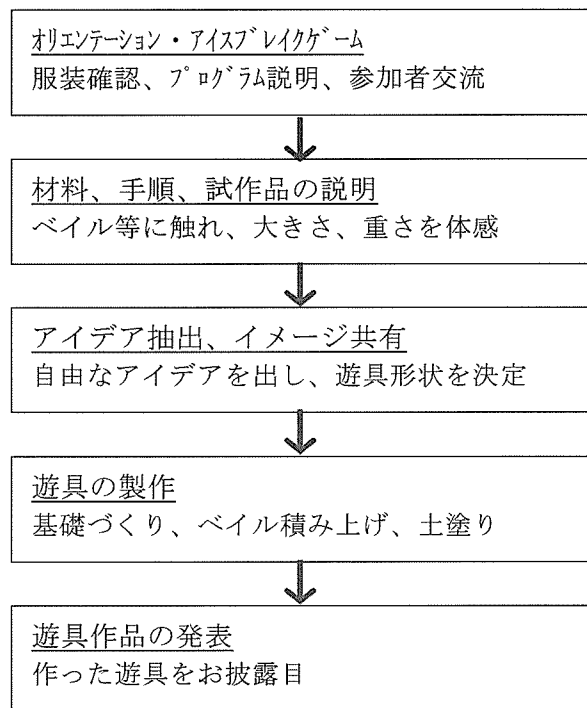 オリエンテーション・アイスブレイクゲーム
服装確認、プログラム説明、参加者交流
材料、手順、試作品の説明
ベイル等に触れ、大きさ、重さを体感
アイデア抽出、イメージ共有
自由なアイデアを出し、遊具形状を決定
遊具の製作
基礎づくり、ベイル積み上げ、土塗り
遊具作品の発表
作った遊具をお披露目